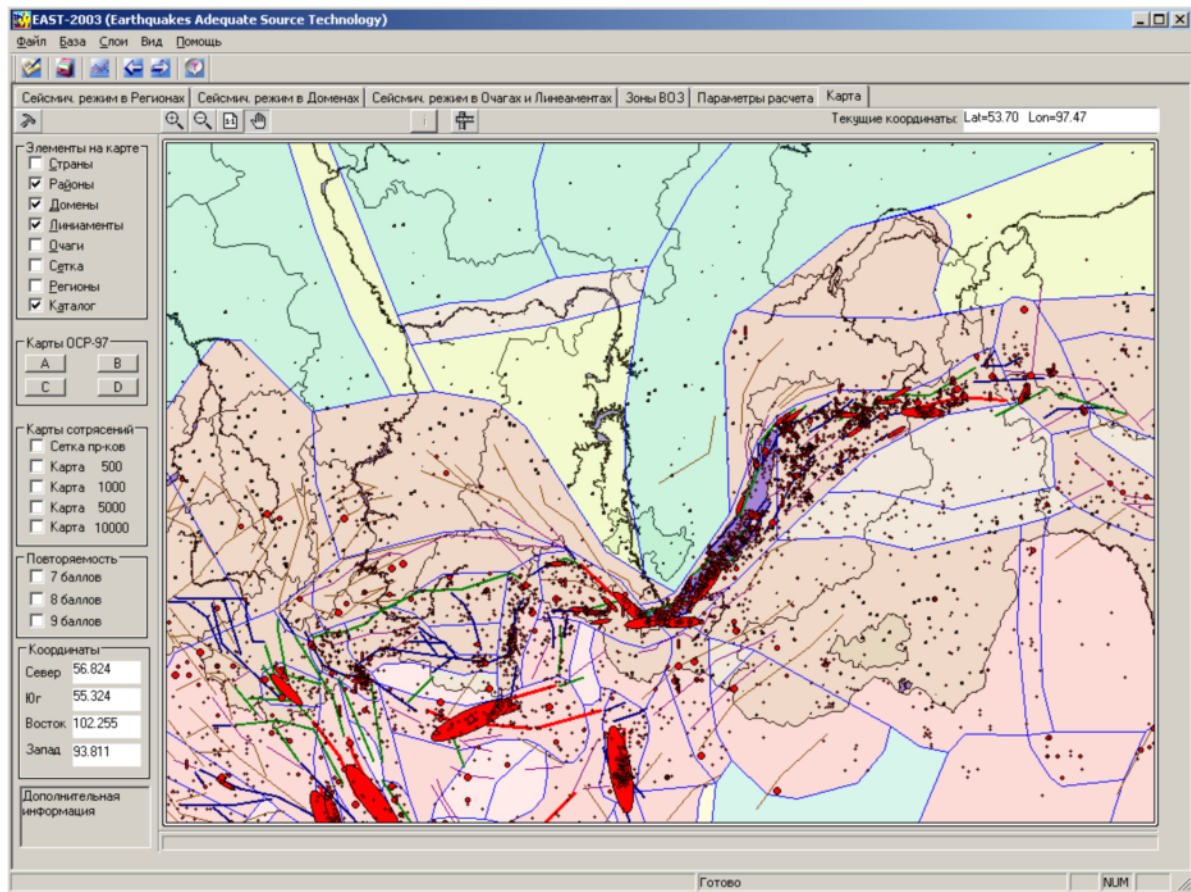 EAST-2003 (Earthquakes Adequate Source Technology)
Файл База Слои Вид Помощь
Сейсмич. режим в Регионах Сейсмич. режим в Доменах Сейсмич. режим в Очагах и Линеаментах Зоны ВОЗ Параметры расчета Карта
1:1 i Текущие координаты: Lat=53.70 Lon=97.47
Элементы на карте
Страны
Районы
Домены
Линиаменты
Очаги
Сетка
Регионы
Каталог
Карты ОСР-97
A B
C D
Карты сотрясений
Сетка пр-ков
Карта 500
Карта 1000
Карта 5000
Карта 10000
Повторяемость
7 баллов
8 баллов
9 баллов
Координаты
Север 56.824
Юг 55.324
Восток 102.255
Запад 93.811
Дополнительная
информация
Готово NUM